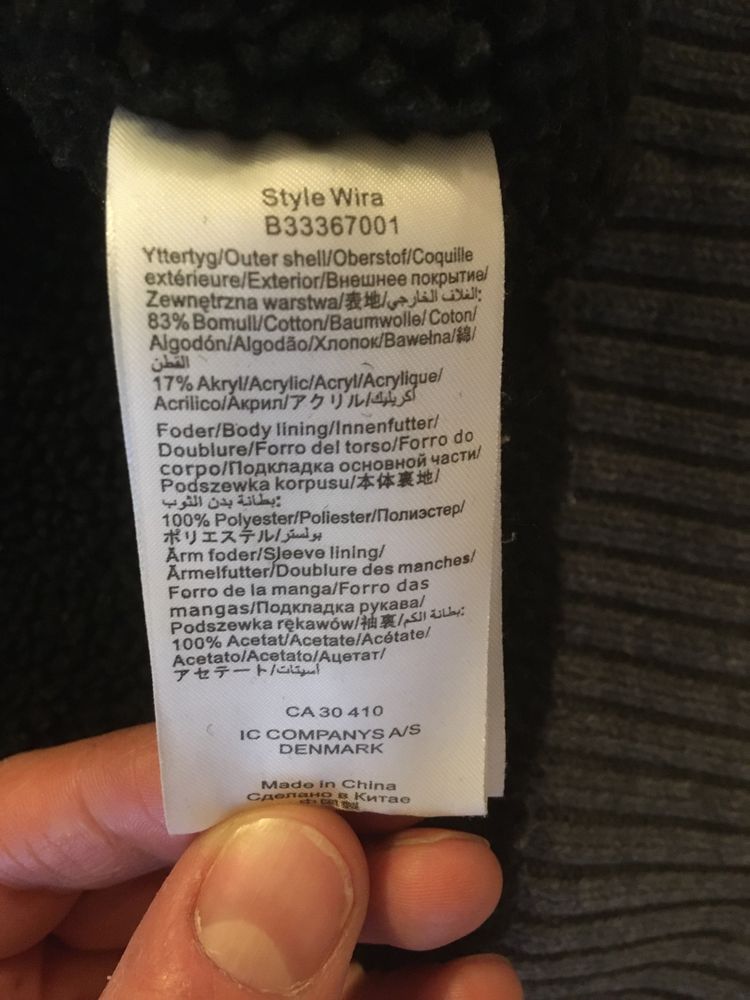 Style Wira
B33367001
Yttertyg/Outer shell/Oberstof/Coquille
extérieure/Exterior/Внешнее покрытие/
Zewnętrzna warstwa/表地/الغلاف الخارجي:
83% Bomull/Cotton/Baumwolle/Coton/
Algodón/Algodão/Хлопок/Bawełna/綿/
القطن
17% Akryl/Acrylic/Acryl/Acrylique/
Acrilico/Акрил/アクリル/أكريليك
Foder/Body lining/Innenfutter/
Doublure/Forro del torso/Forro do
corpo/Подкладка основной части/
Podszewka korpusu/本体裏地/
بطانة بدن الثوب:
100% Polyester/Poliester/Полиэстер/
ポリエステル/بولستر
Ärm foder/Sleeve lining/
Ärmelfutter/Doublure des manches/
Forro de la manga/Forro das
mangas/Подкладка рукава/
Podszewka rękawów/袖裏/بطانة الكم:
100% Acetat/Acetate/Acétate/
Acetato/Acetato/Ацетат/
アセテート/أسيتات
CA 30 410
IC COMPANYS A/S
DENMARK
Made in China
Сделано в Китае
中国製